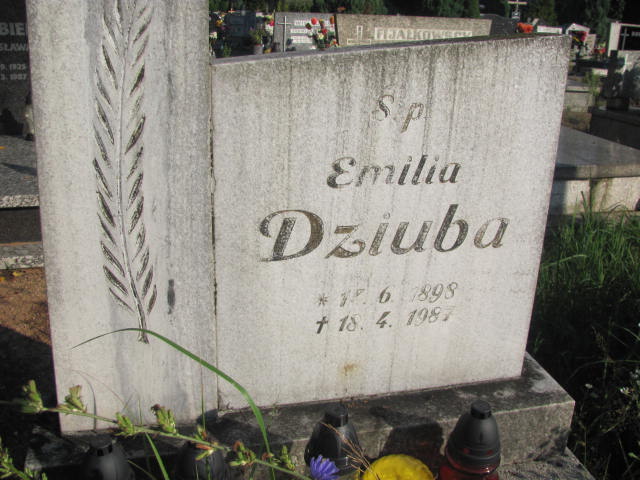 Ś.p
Emilia
Dziuba
* 17. 6. 1898
✝ 18. 4. 1987